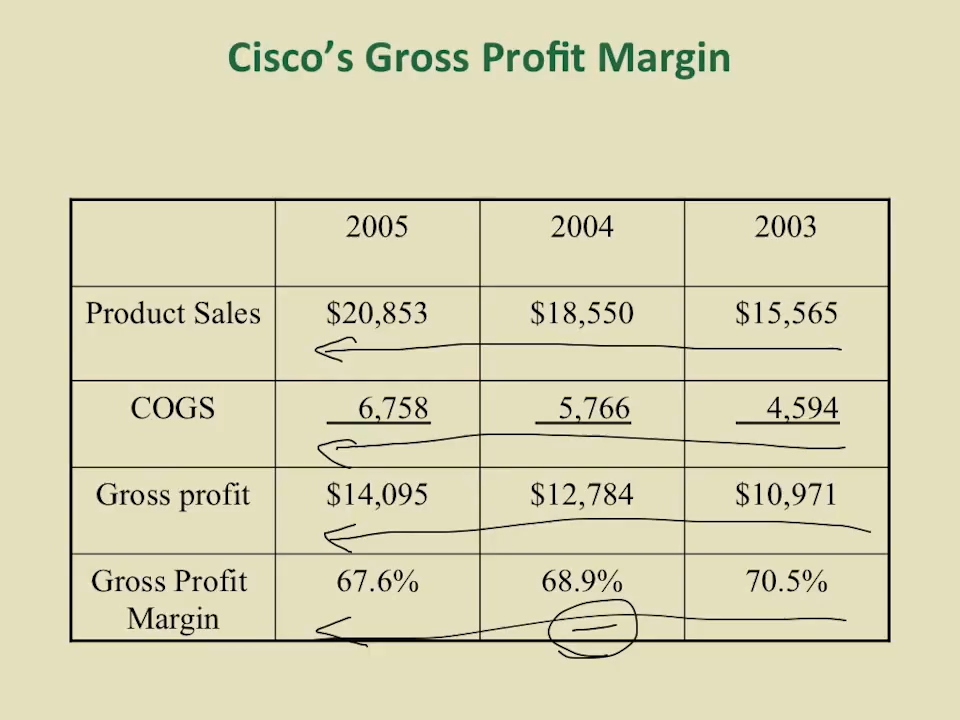 Cisco’s Gross Profit Margin
2005 2004 2003
Product Sales $20,853 $18,550 $15,565
COGS 6,758 5,766 4,594
Gross profit $14,095 $12,784 $10,971
Gross Profit
Margin 67.6% 68.9% 70.5%